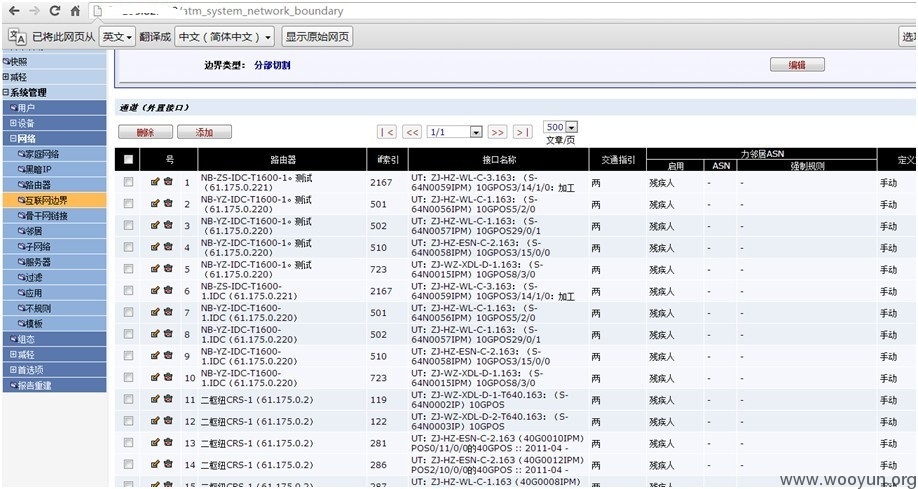 /htm_system_network_boundary
已将此网页从 英文 翻译成 中文（简体中文） 显示原始网页
快照
减轻
系统管理
用户
设备
网络
家庭网络
黑暗IP
路由器
互联网边界
骨干网链接
邻居
子网络
服务器
过滤
应用
不规则
模板
组态
减轻
首选项
报告重建
边界类型： 分部切割 编辑
通道（外置接口）
删除 添加 |< << 1/1 >> >| 500
文章/页
号 路由器 if索引 接口名称 交通指引 力邻居ASN 定义
启用 ASN 强制规则
1 NB-ZS-IDC-T1600-1。测试（61.175.0.221） 2167 UT：ZJ-HZ-WL-C-1.163：（S-64N0059IPM）10GPOS3/14/1/0：加工 两 残疾人 - - 手动
2 NB-YZ-IDC-T1600-1。测试（61.175.0.220） 501 UT：ZJ-HZ-WL-C-1.163：（S-64N0056IPM）10GPOS5/2/0 两 残疾人 - - 手动
3 NB-YZ-IDC-T1600-1。测试（61.175.0.220） 502 UT：ZJ-HZ-WL-C-1.163：（S-64N0057IPM）10GPOS29/0/1 两 残疾人 - - 手动
4 NB-YZ-IDC-T1600-1。测试（61.175.0.220） 510 UT：ZJ-HZ-ESN-C-2.163（S-64N0058IPM）10GPOS3/15/0/0 两 残疾人 - - 手动
5 NB-YZ-IDC-T1600-1。测试（61.175.0.220） 723 UT：ZJ-WZ-XDL-D-1.163：（S-64N0015IPM）10GPOS8/3/0 两 残疾人 - - 手动
6 NB-ZS-IDC-T1600-1.IDC（61.175.0.221） 2167 UT：ZJ-HZ-WL-C-1.163：（S-64N0059IPM）10GPOS3/14/1/0：加工 两 残疾人 - - 手动
7 NB-YZ-IDC-T1600-1.IDC（61.175.0.220） 501 UT：ZJ-HZ-WL-C-1.163：（S-64N0056IPM）10GPOS5/2/0 两 残疾人 - - 手动
8 NB-YZ-IDC-T1600-1.IDC（61.175.0.220） 502 UT：ZJ-HZ-WL-C-1.163：（S-64N0057IPM）10GPOS29/0/1 两 残疾人 - - 手动
9 NB-YZ-IDC-T1600-1.IDC（61.175.0.220） 510 UT：ZJ-HZ-ESN-C-2.163：（S-64N0058IPM）10GPOS3/15/0/0 两 残疾人 - - 手动
10 NB-YZ-IDC-T1600-1.IDC（61.175.0.220） 723 UT：ZJ-WZ-XDL-D-1.163：（S-64N0015IPM）10GPOS8/3/0 两 残疾人 - - 手动
11 二枢纽CRS-1（61.175.0.2） 119 UT：ZJ-WZ-XDL-D-1-T640.163：（S-64N0002IP）10GPOS 两 残疾人 - - 手动
12 二枢纽CRS-1（61.175.0.2） 122 UT：ZJ-WZ-XDL-D-2-T640.163：（S-64N0003IP）10GPOS 两 残疾人 - - 手动
13 二枢纽CRS-1（61.175.0.2） 281 UT：ZJ-HZ-ESN-C-2.163（40G0010IPM）POS0/11/0/0的40GPOS :: 2011-04 - 两 残疾人 - - 手动
14 二枢纽CRS-1（61.175.0.2） 286 UT：ZJ-HZ-ESN-C-2.163（40G0012IPM）POS2/10/0/0的40GPOS :: 2011-04 - 两 残疾人 - - 手动
15 二枢纽CRS-1（61.175.0.2） 287 UT：ZJ-HZ-WL-C-1.163（40G0008IPM）
www.wooyun.org